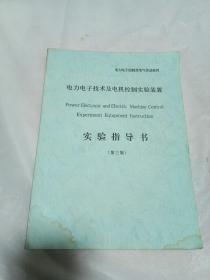 电力电子技术及电机控制实验装置
Power Electronic and Electric Machine Control
Experiment Equipment Instruction
实验指导书
(第三版)